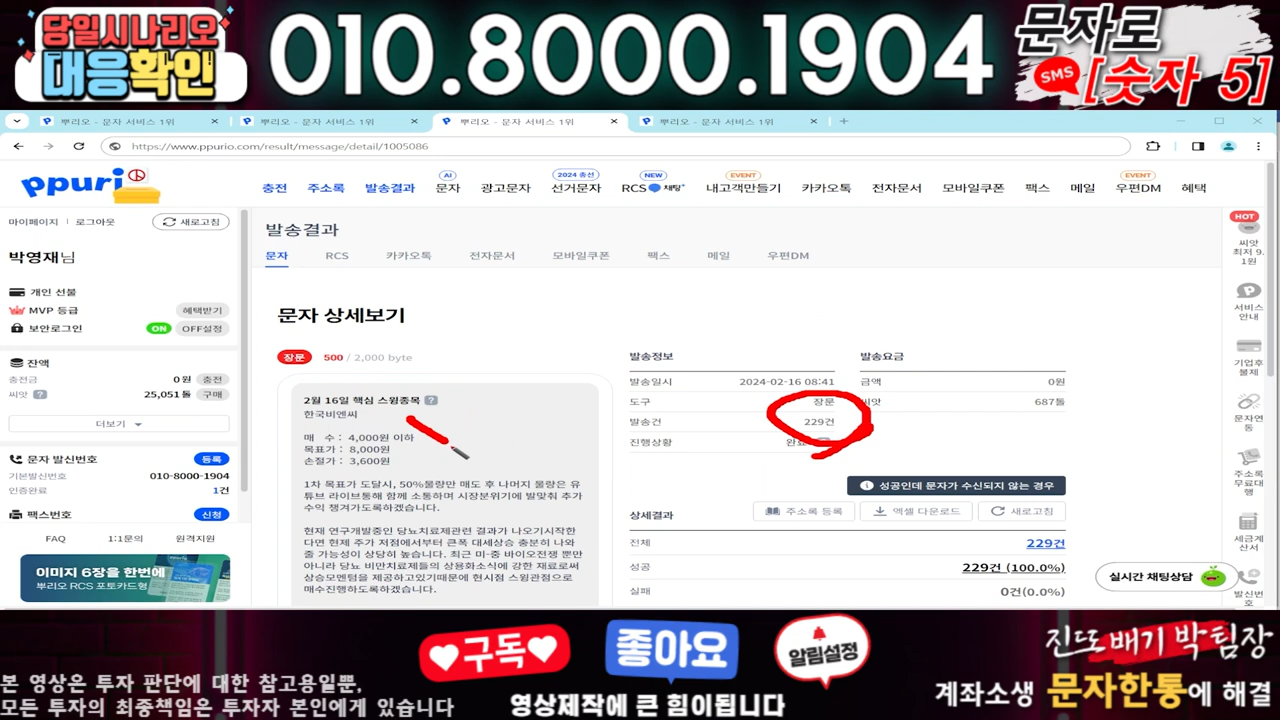 당일시나리오
대응확인
010.8000.1904
문자로
SMS
[숫자 5]
뿌리오 - 문자 서비스 1위
뿌리오 - 문자 서비스 1위
뿌리오 - 문자 서비스 1위
뿌리오 - 문자 서비스 1위
https://www.ppurio.com/result/message/detail/1005086
ppurio
충전
주소록
발송결과
AI
문자
광고문자
2024 총선
선거문자
NEW
RCS
채팅+
EVENT
내고객만들기
카카오톡
전자문서
모바일쿠폰
팩스
메일
EVENT
우편DM
혜택
마이페이지 | 로그아웃
새로고침
박영재님
개인 선불
MVP 등급
혜택받기
보안로그인
ON
OFF설정
잔액
충전금
0원
충전
씨앗 ?
25,051톨
구매
더보기
문자 발신번호
등록
기본발신번호
010-8000-1904
인증완료
1건
팩스번호
신청
FAQ
1:1문의
원격지원
이미지 6장을 한번에
뿌리오 RCS 포토카드형
발송결과
문자
RCS
카카오톡
전자문서
모바일쿠폰
팩스
메일
우편DM
문자 상세보기
장문
500 / 2,000 byte
2월 16일 핵심 스윙종목 ?
한국비엔씨
매 수 : 4,000원 이하
목표가 : 8,000원
손절가 : 3,600원
1차 목표가 도달시, 50%물량만 매도 후 나머지 물량은 유
튜브 라이브통해 함께 소통하며 시장분위기에 발맞춰 추가
수익 챙겨가도록하겠습니다.
현재 연구개발중인 당뇨치료제관련 결과가 나오기시작한
다면 현재 주가 저점에서부터 큰폭 대세상승 충분히 나와
줄 가능성이 상당히 높습니다. 최근 미·중 바이오전쟁 뿐만
아니라 당뇨 비만치료제들의 상용화소식에 강한 재료로써
상승모멘텀을 제공하고있기때문에 현시점 스윙관점으로
매수진행하도록하겠습니다.
발송정보
발송일시
2024-02-16 08:41
도구
장문
발송건
229건
진행상황
완료
발송요금
금액
0원
씨앗
687톨
성공인데 문자가 수신되지 않는 경우
상세결과
주소록 등록
엑셀 다운로드
새로고침
전체
229건
성공
229건 (100.0%)
실패
0건(0.0%)
HOT
씨앗
최저 9.
1원
서비스
안내
기업후
불제
문자연
동
주소록
무료대
행
세금계
산서
발신번
호
실시간 채팅상담
구독
좋아요
알림설정
영상제작에 큰 힘이됩니다
본 영상은 투자 판단에 대한 참고용일뿐,
모든 투자의 최종책임은 투자자 본인에게 있습니다
진또배기 박팀장
계좌소생 문자한통에 해결